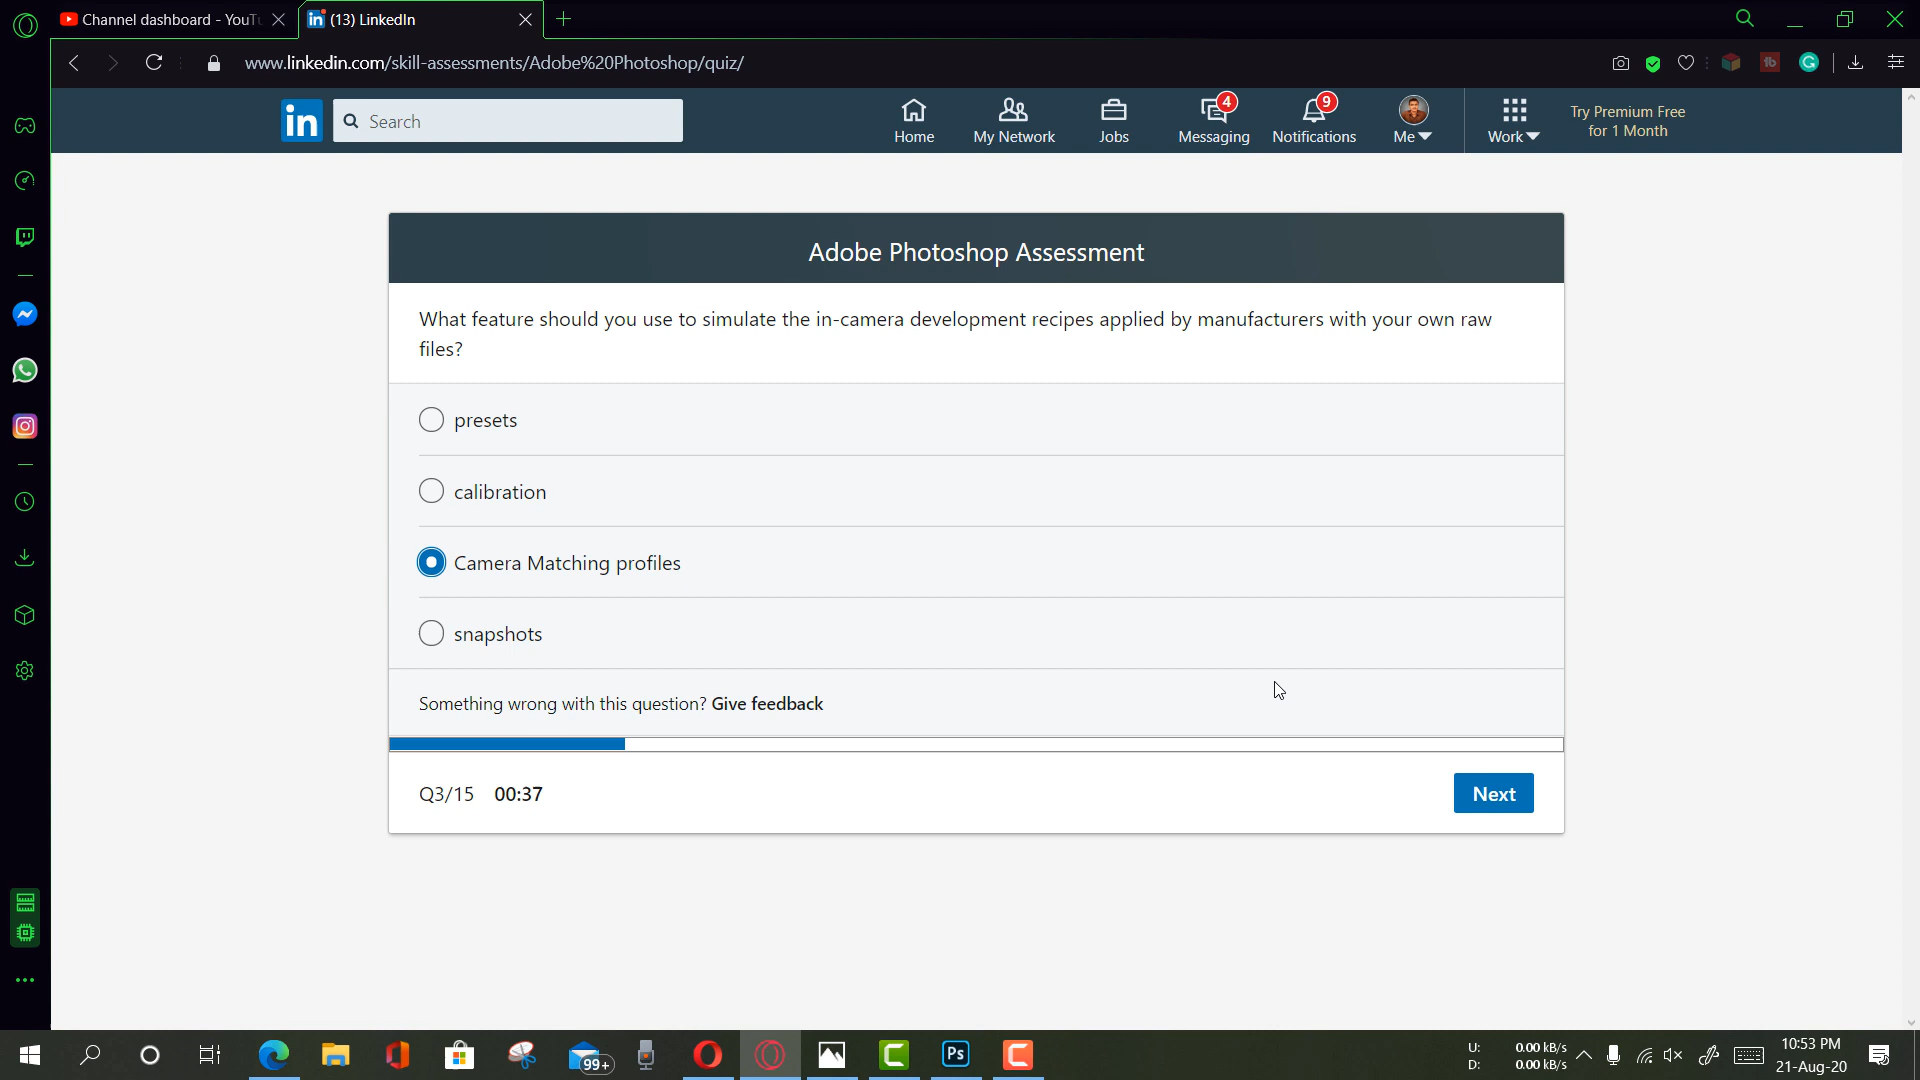 Channel dashboard - YouT
(13) LinkedIn
www.linkedin.com/skill-assessments/Adobe%20Photoshop/quiz/
in
Search
Home
My Network
Jobs
4
Messaging
9
Notifications
Me
Work
Try Premium Free
for 1 Month
Adobe Photoshop Assessment
What feature should you use to simulate the in-camera development recipes applied by manufacturers with your own raw
files?
presets
calibration
Camera Matching profiles
snapshots
Something wrong with this question? Give feedback
Q3/15 00:37
Next
99+
Ps
U: 0.00 kB/s
D: 0.00 kB/s
10:53 PM
21-Aug-20